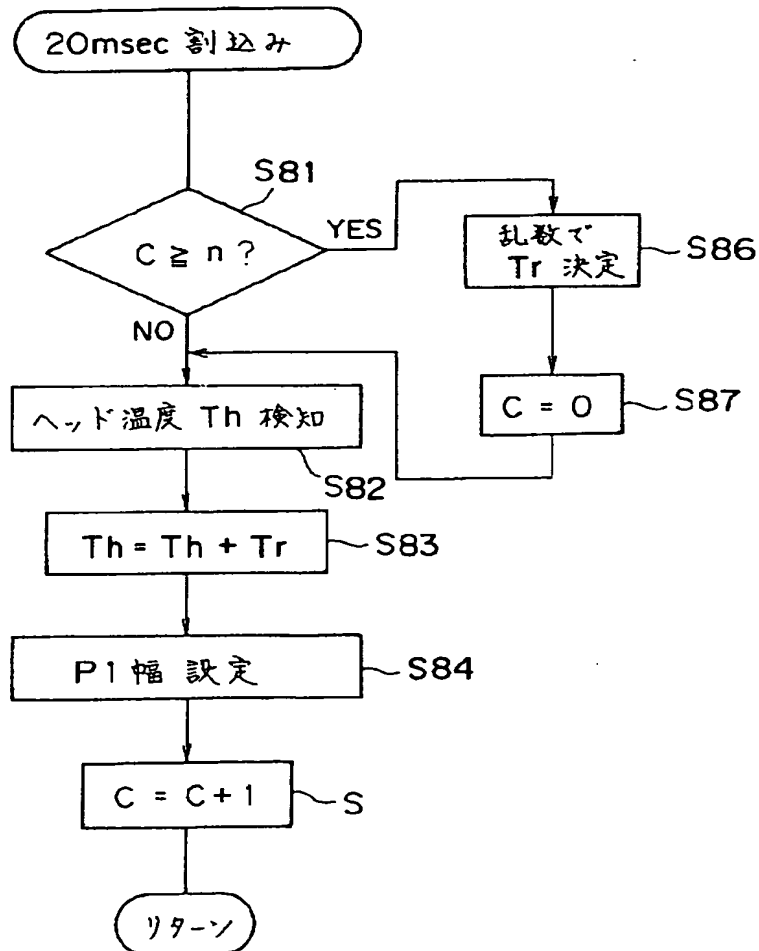 20msec 割込み
S81
C ≧ n ?
YES
乱数で
Tr 決定
S86
NO
C = 0
S87
ヘッド温度 Th 検知
S82
Th = Th + Tr
S83
P1幅 設定
S84
C = C+1
S
リターン